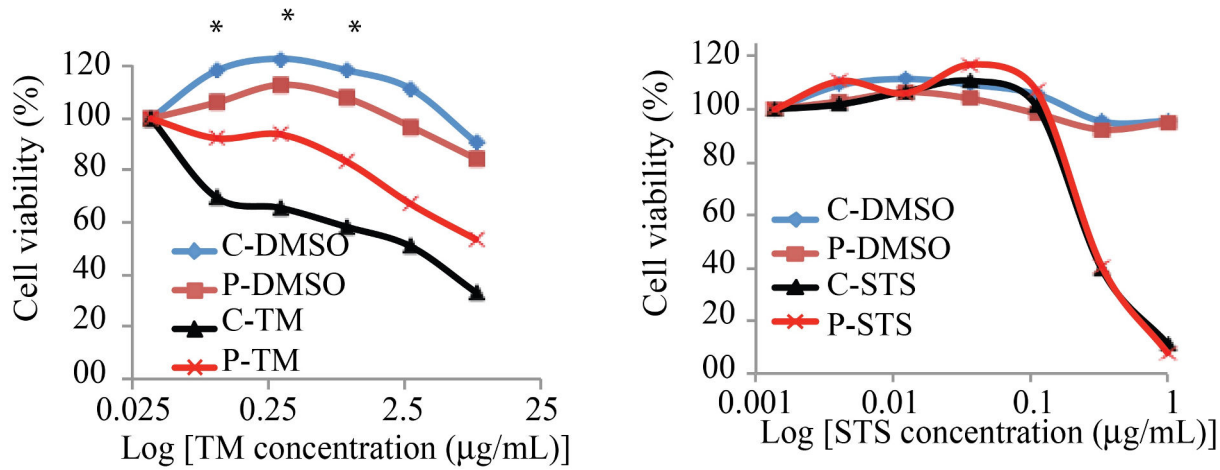 * * *
Cell viability (%)
120
100
80
60
40
20
00
C-DMSO
P-DMSO
C-TM
P-TM
0.025 0.25 2.5 25
Log [TM concentration (μg/mL)]
Cell viability (%)
120
100
80
60
40
20
00
C-DMSO
P-DMSO
C-STS
P-STS
0.001 0.01 0.1 1
Log [STS concentration (μg/mL)]